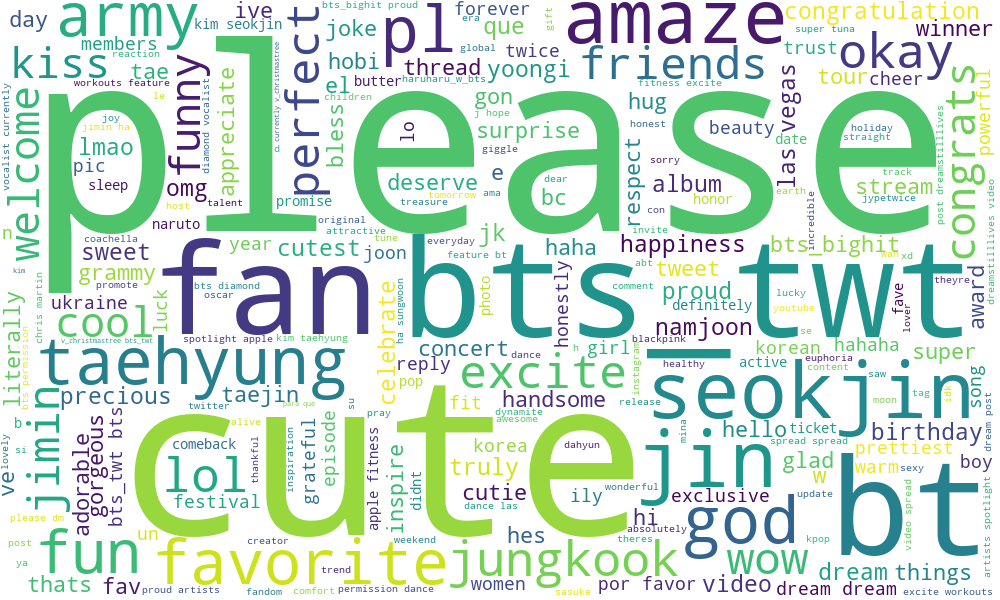 please
cute
bts_twt
bt
fan
amaze
army
pl
friends
okay
kiss
welcome
funny
perfect
taehyung
seokjin
jin
god
jungkook
favorite
fun
jimin
lol
cool
excite
wow
congrats
congratulation
winner
day
members
tae
ive
kim seokjin
bts_bighit proud
forever
era
gift
super tuna
joke
que
global
twice
hobi
thread
yoongi
trust
tour
cheer
reaction
workouts feature
el
butter
haruharu_w_bts
fitness excite
vocalist currently
le
joy
jimin ha
diamond vocalist
appreciate
currently v_christmastree
children
bless
gon
j hope
hug
honest
beauty
las vegas
date
holiday
straight
powerful
lmao
pic
sleep
lo
surprise
giggle
respect
sorry
omg
host
talent
promise
deserve
treasure
e
ama
dear
bc
album
honor
earth
stream
track
jypetwice
post dreamstilllives
naruto
tomorrow
original
attractive
n
coachella
sweet
year
cutest
joon
tune
jk
everyday
feature bt
haha
con
invite
happiness
bts_bighit
incredible
wan
xd
theyre
dreamstilllives video
kim
grammy
promote
bts diamond
oscar
luck
ukraine
chris martin
literally
v_christmastree bts_twt
spotlight apple
kim taehyung
celebrate
ha sungwoon
photo
honestly
abt
tweet
comment
proud
definitely
lucky
youtube
fave
lover
award
namjoon
se
bts permission
concert
dance
h
girl
blackpink
korean
hahaha
super
reply
healthy
active
euphoria
content
saw
idk
song
precious
taejin
pop
instagram
release
moon
tag
dream post
twitter
para que
su
fit
handsome
b
si
lovely
ve
adorable
gorgeous
bts_twt bts
comeback
alive
thankful
inspiration
grateful
episode
pray
dynamite
awesome
korea
dahyun
mina
hello
ticket
spread spread
birthday
prettiest
festival
apple fitness
inspire
truly
didnt
cutie
ily
wonderful
exclusive
glad
w
warm
sexy
boy
please dm
un
creator
weekend
dance las
hi
absolutely
theres
update
kpop
video spread
artists spotlight
post
ya
hes
thats
fav
proud artists
trend
fandom
comfort
permission dance
women
sasuke
por favor
video
dream
things
dream dream
excite workouts